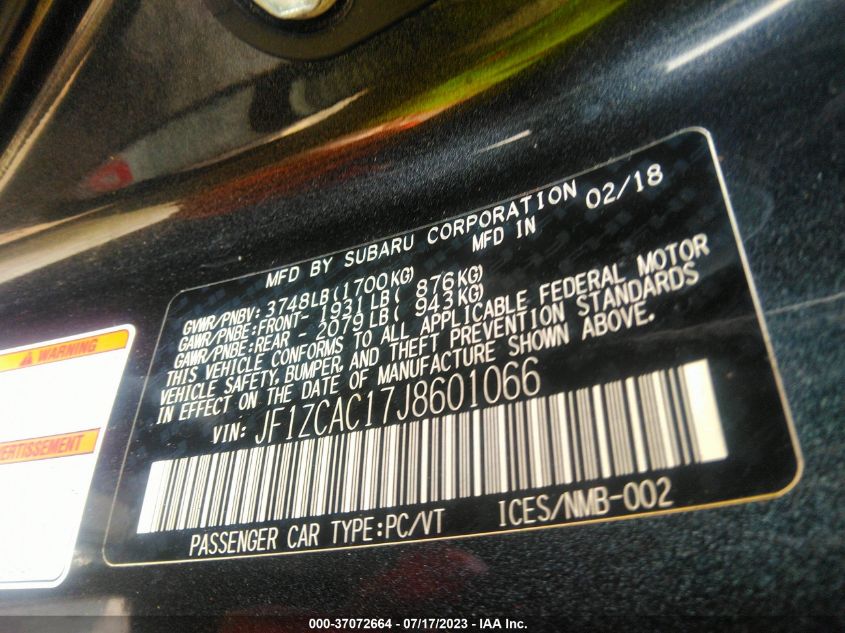 MFD BY SUBARU CORPORATION 02/18
MFD IN
GVWR/PNBV: 3748LB(1700KG)
GAWR/PNBE:FRONT- 1931LB( 876KG)
GAWR/PNBE:REAR - 2079LB( 943KG)
THIS VEHICLE CONFORMS TO ALL APPLICABLE FEDERAL MOTOR
VEHICLE SAFETY, BUMPER, AND THEFT PREVENTION STANDARDS
IN EFFECT ON THE DATE OF MANUFACTURE SHOWN ABOVE.
VIN: JF1ZCAC17J8601066
PASSENGER CAR TYPE:PC/VT ICES/NMB-002
WARNING
VERTISSEMENT
000-37072664 - 07/17/2023 - IAA Inc.